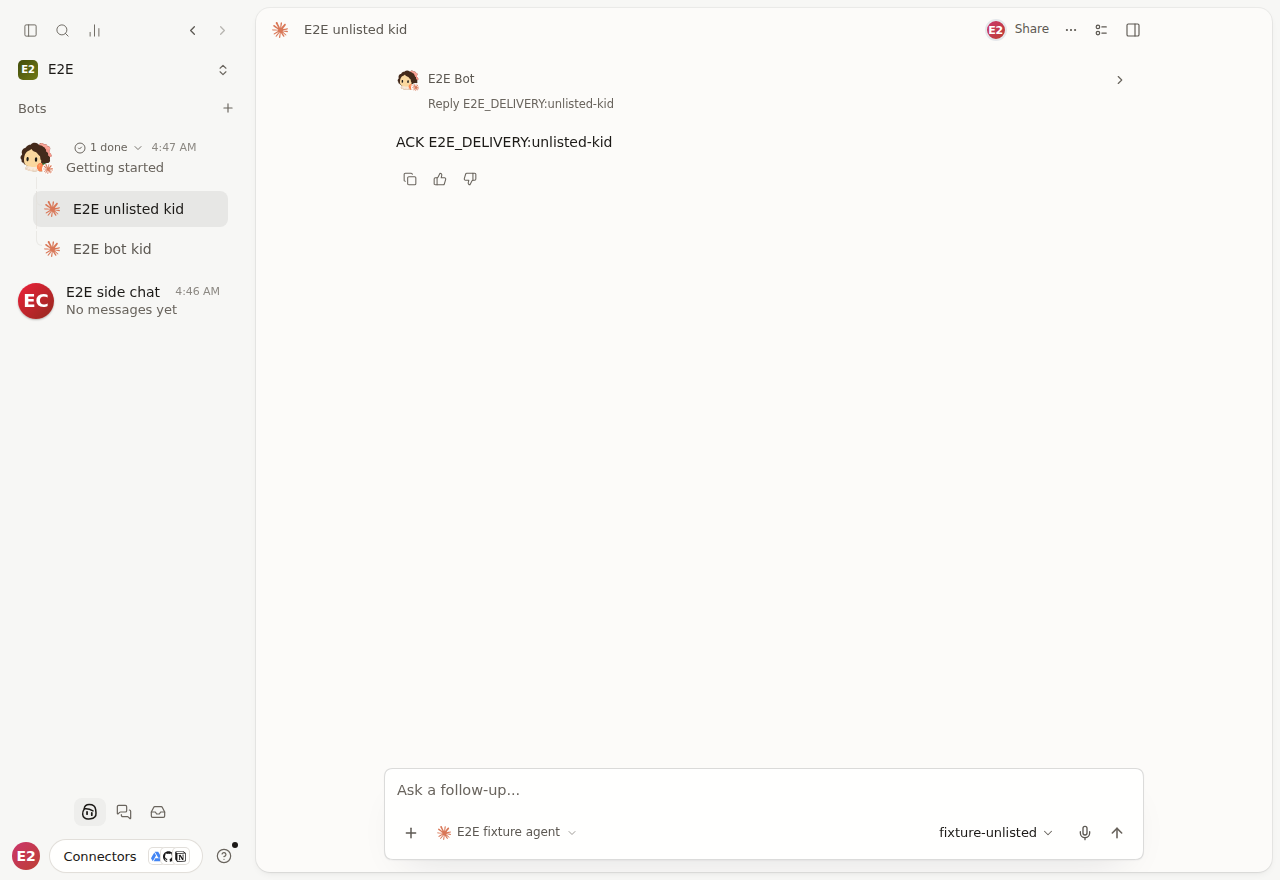 E2 E2E
Bots
1 done 4:47 AM
Getting started
E2E unlisted kid
E2E bot kid
EC E2E side chat 4:46 AM
No messages yet
E2 Connectors
E2E unlisted kid
E2 Share
E2E Bot
Reply E2E_DELIVERY:unlisted-kid
ACK E2E_DELIVERY:unlisted-kid
Ask a follow-up...
E2E fixture agent
fixture-unlisted